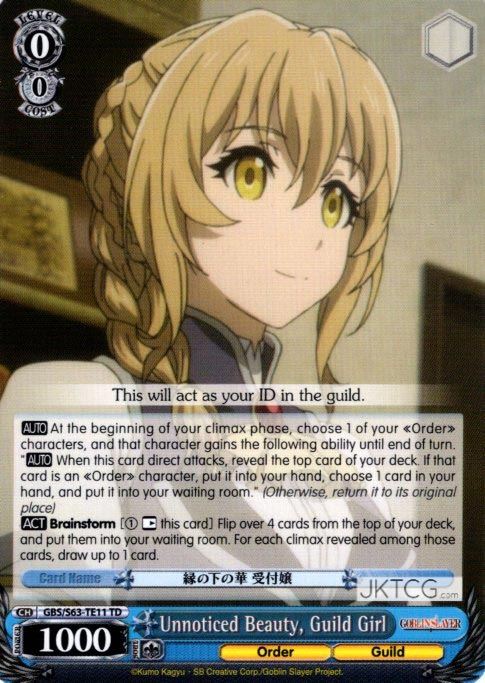 LEVEL
0
0
COST
This will act as your ID in the guild.
AUTO At the beginning of your climax phase, choose 1 of your «Order»
characters, and that character gains the following ability until end of turn.
"AUTO When this card direct attacks, reveal the top card of your deck. If that
card is an «Order» character, put it into your hand, choose 1 card in your
hand, and put it into your waiting room." (Otherwise, return it to its original
place)
ACT Brainstorm [① this card] Flip over 4 cards from the top of your deck,
and put them into your waiting room. For each climax revealed among those
cards, draw up to 1 card.
Card Name 縁の下の華 受付嬢
JKTCG.com
CH GBS/S63-TE11 TD
POWER 1000 SIDE Unnoticed Beauty, Guild Girl GOBLIN SLAYER
Order Guild
©Kumo Kagyu・SB Creative Corp./Goblin Slayer Project.